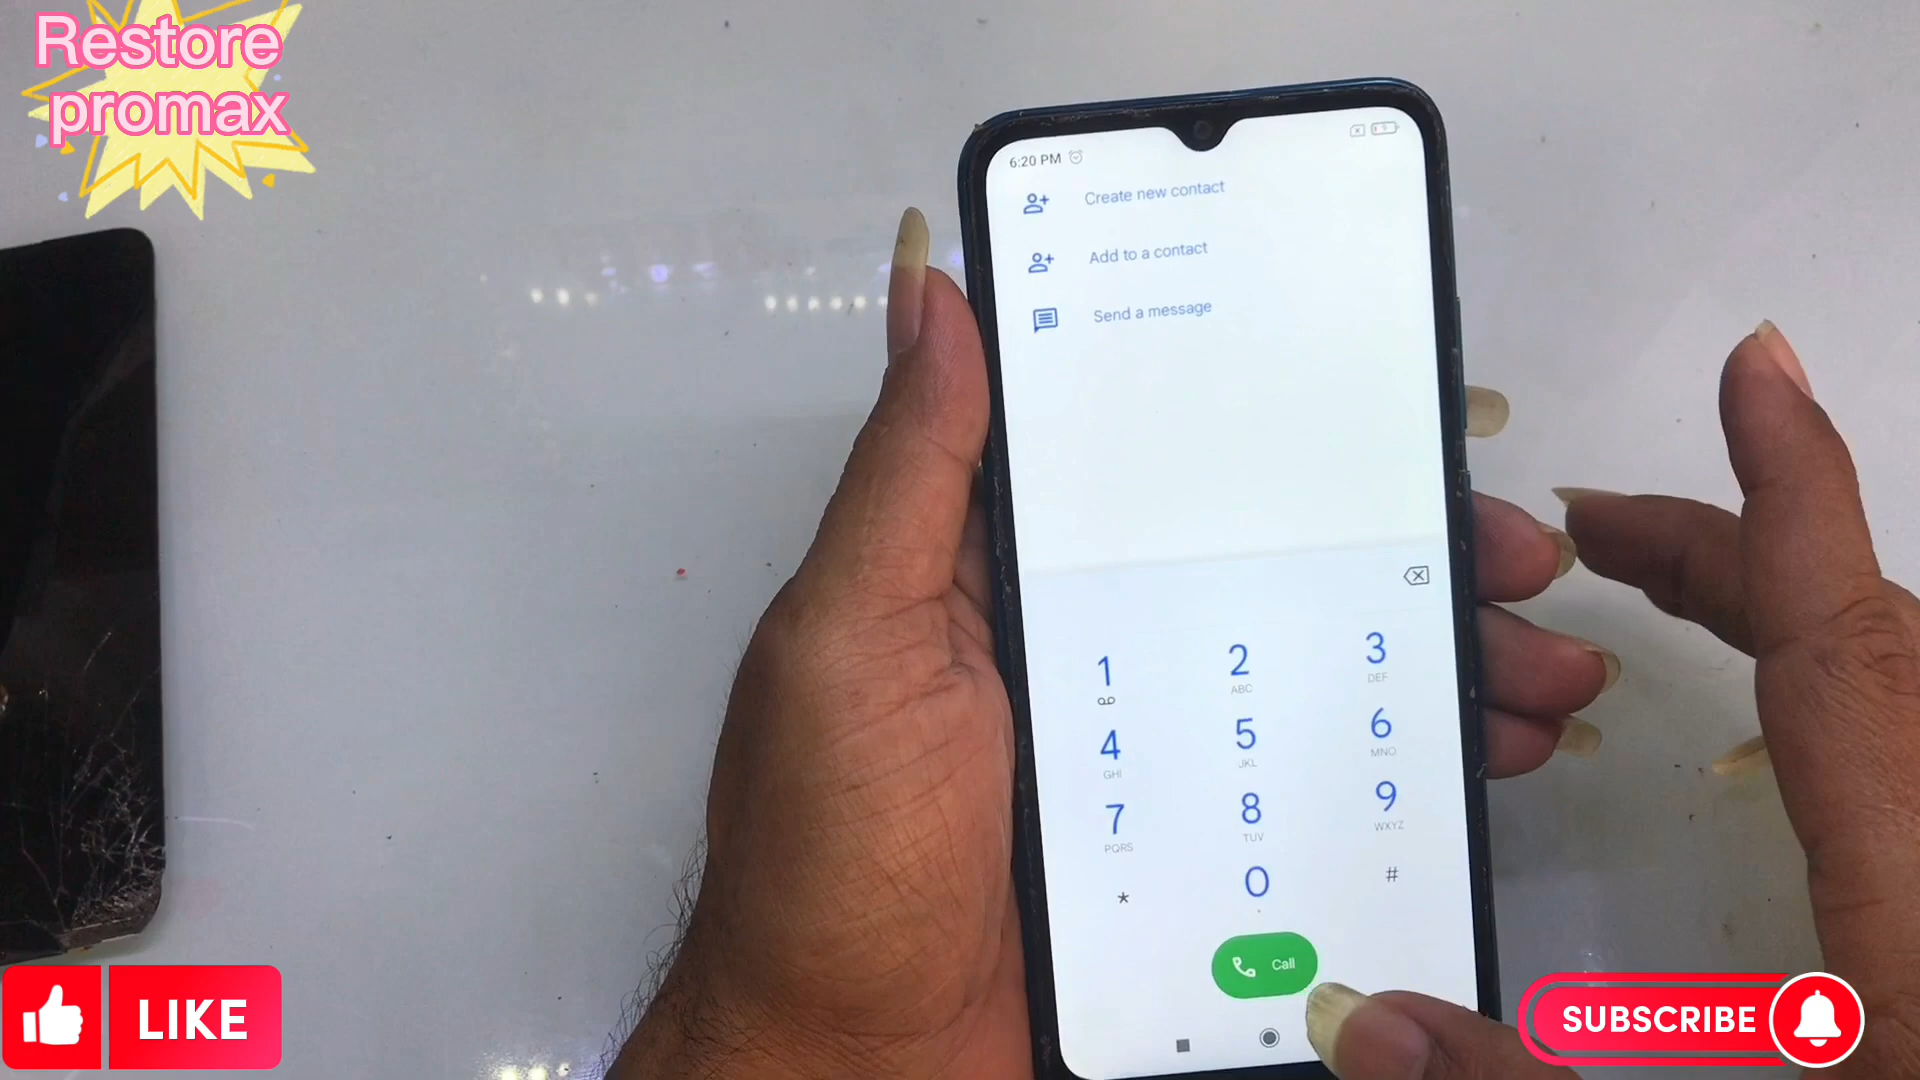 Restore
promax
6:20 PM
Create new contact
Add to a contact
Send a message
1
2
ABC
3
DEF
4
GHI
5
JKL
6
MNO
7
PQRS
8
TUV
9
WXYZ
*
0
#
Call
LIKE
SUBSCRIBE